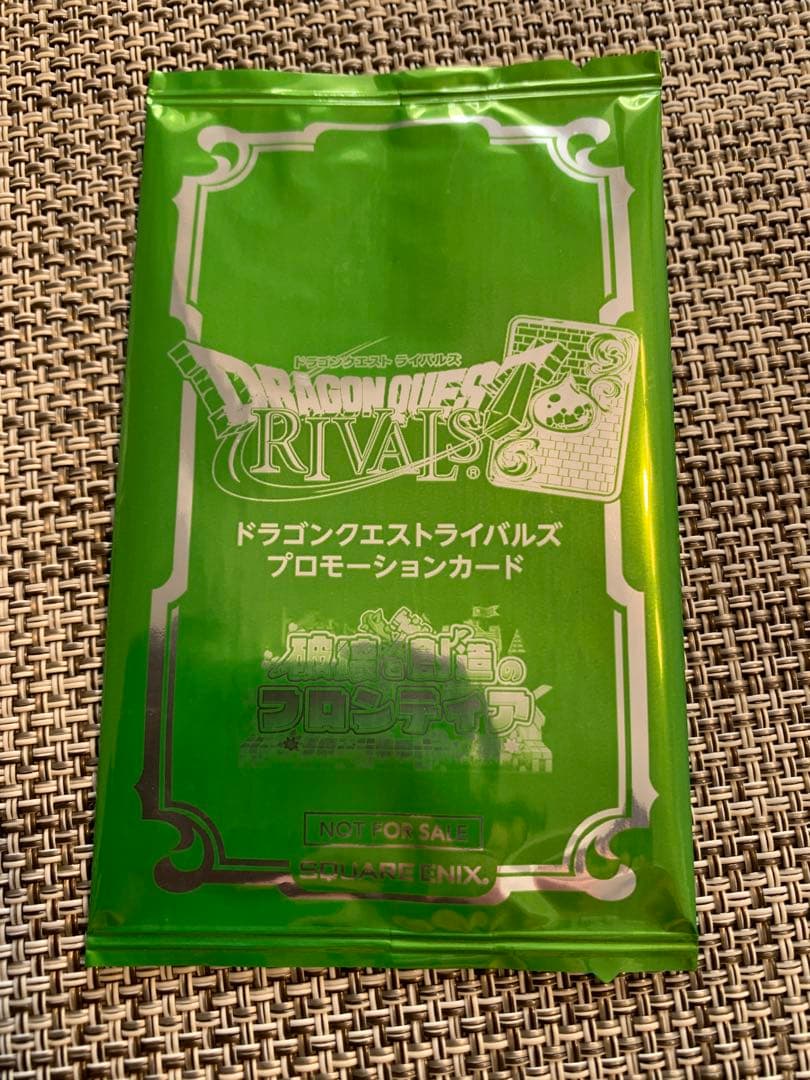 ドラゴンクエスト ライバルズ
DRAGON QUEST
RIVALS®
ドラゴンクエストライバルズ
プロモーションカード
破壊と創造の
フロンティア
NOT FOR SALE
SQUARE ENIX.